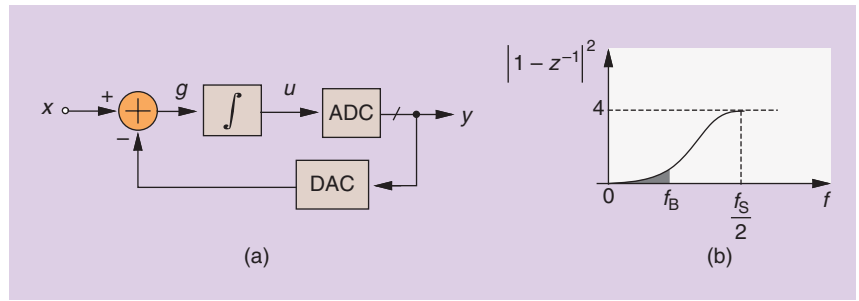 x
+
−
+
g
∫
u
ADC
y
DAC
(a)
|1 − z⁻¹|²
4
0
f_B
f_S
2
f
(b)